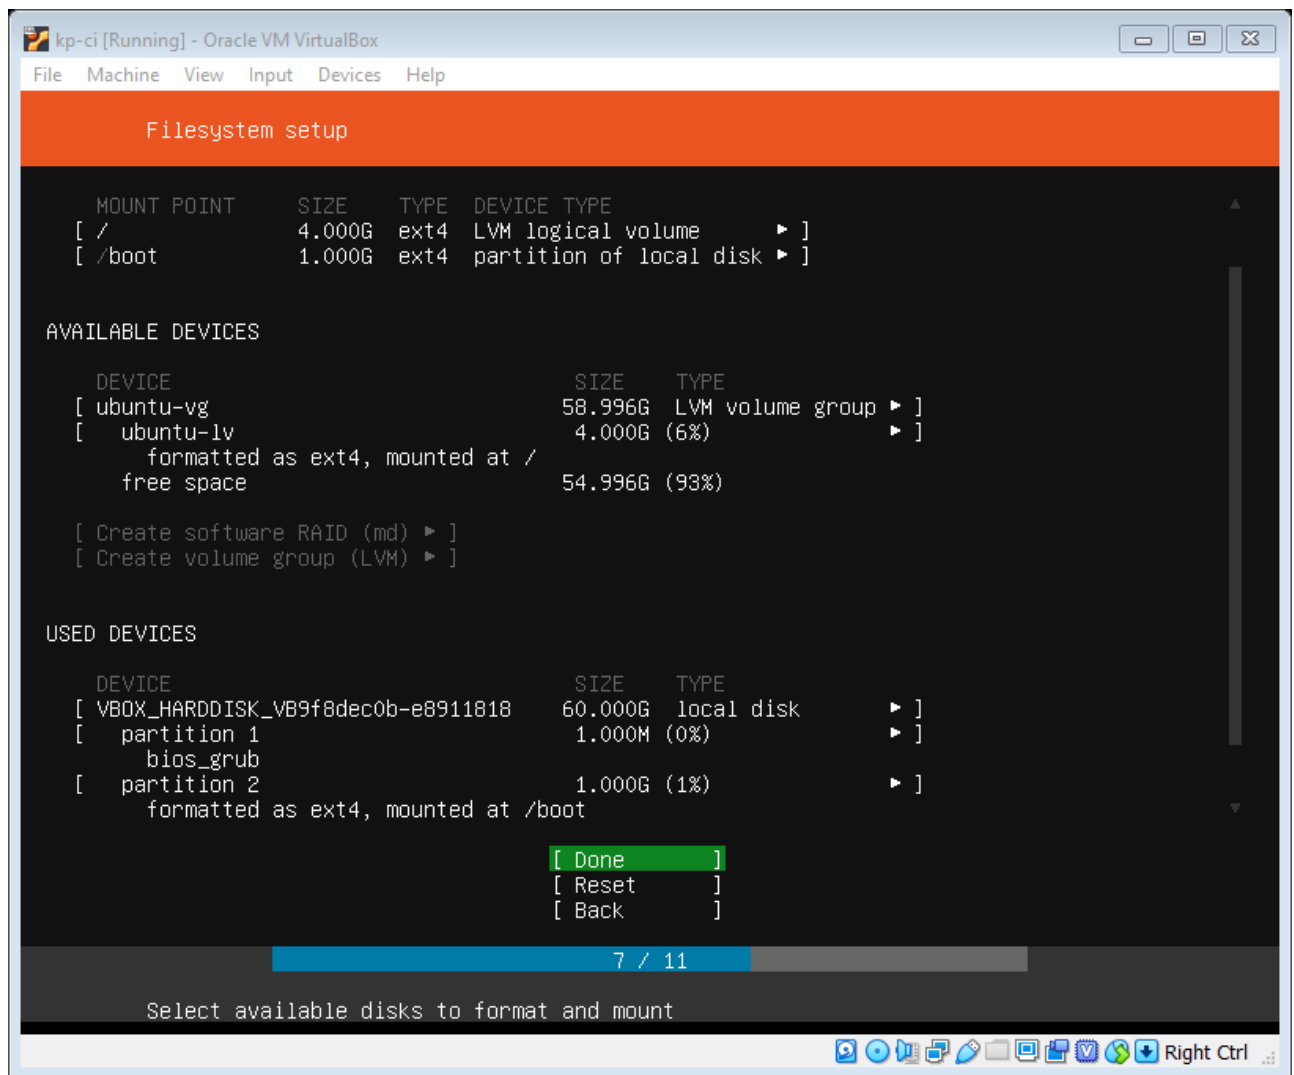 kp-ci [Running] - Oracle VM VirtualBox
File Machine View Input Devices Help
Filesystem setup
MOUNT POINT SIZE TYPE DEVICE TYPE
[ / 4.000G ext4 LVM logical volume ▸ ]
[ /boot 1.000G ext4 partition of local disk ▸ ]
AVAILABLE DEVICES
DEVICE SIZE TYPE
[ ubuntu-vg 58.996G LVM volume group ▸ ]
[ ubuntu-lv 4.000G (6%) ▸ ]
formatted as ext4, mounted at /
free space 54.996G (93%)
[ Create software RAID (md) ▸ ]
[ Create volume group (LVM) ▸ ]
USED DEVICES
DEVICE SIZE TYPE
[ VBOX_HARDDISK_VB9f8dec0b-e8911818 60.000G local disk ▸ ]
[ partition 1 1.000M (0%) ▸ ]
bios_grub
[ partition 2 1.000G (1%) ▸ ]
formatted as ext4, mounted at /boot
[ Done ]
[ Reset ]
[ Back ]
7 / 11
Select available disks to format and mount
Right Ctrl